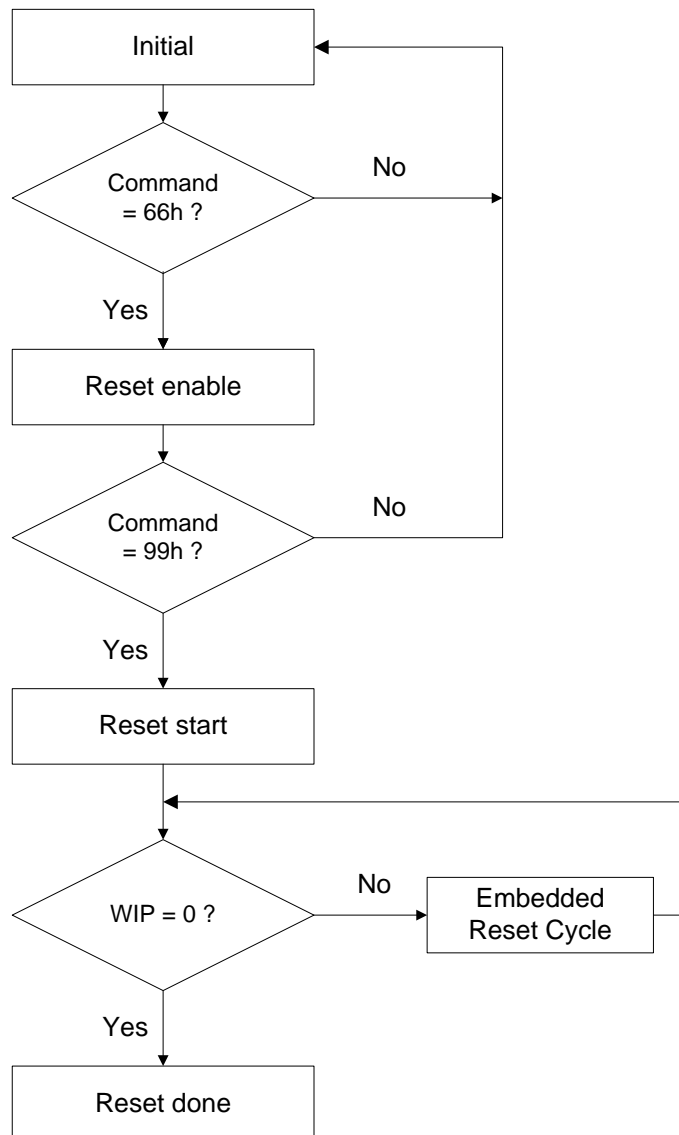 Initial
Command
= 66h ?
No
Yes
Reset enable
Command
= 99h ?
No
Yes
Reset start
WIP = 0 ?
No
Embedded
Reset Cycle
Yes
Reset done